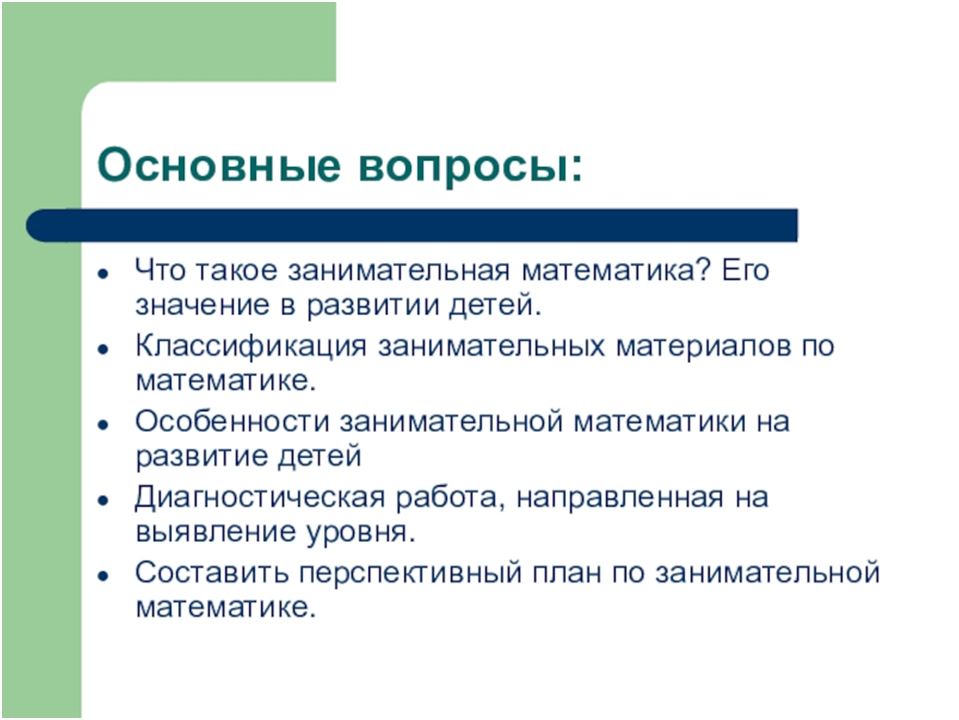 Основные вопросы:
Что такое занимательная математика? Его
значение в развитии детей.
Классификация занимательных материалов по
математике.
Особенности занимательной математики на
развитие детей
Диагностическая работа, направленная на
выявление уровня.
Составить перспективный план по занимательной
математике.